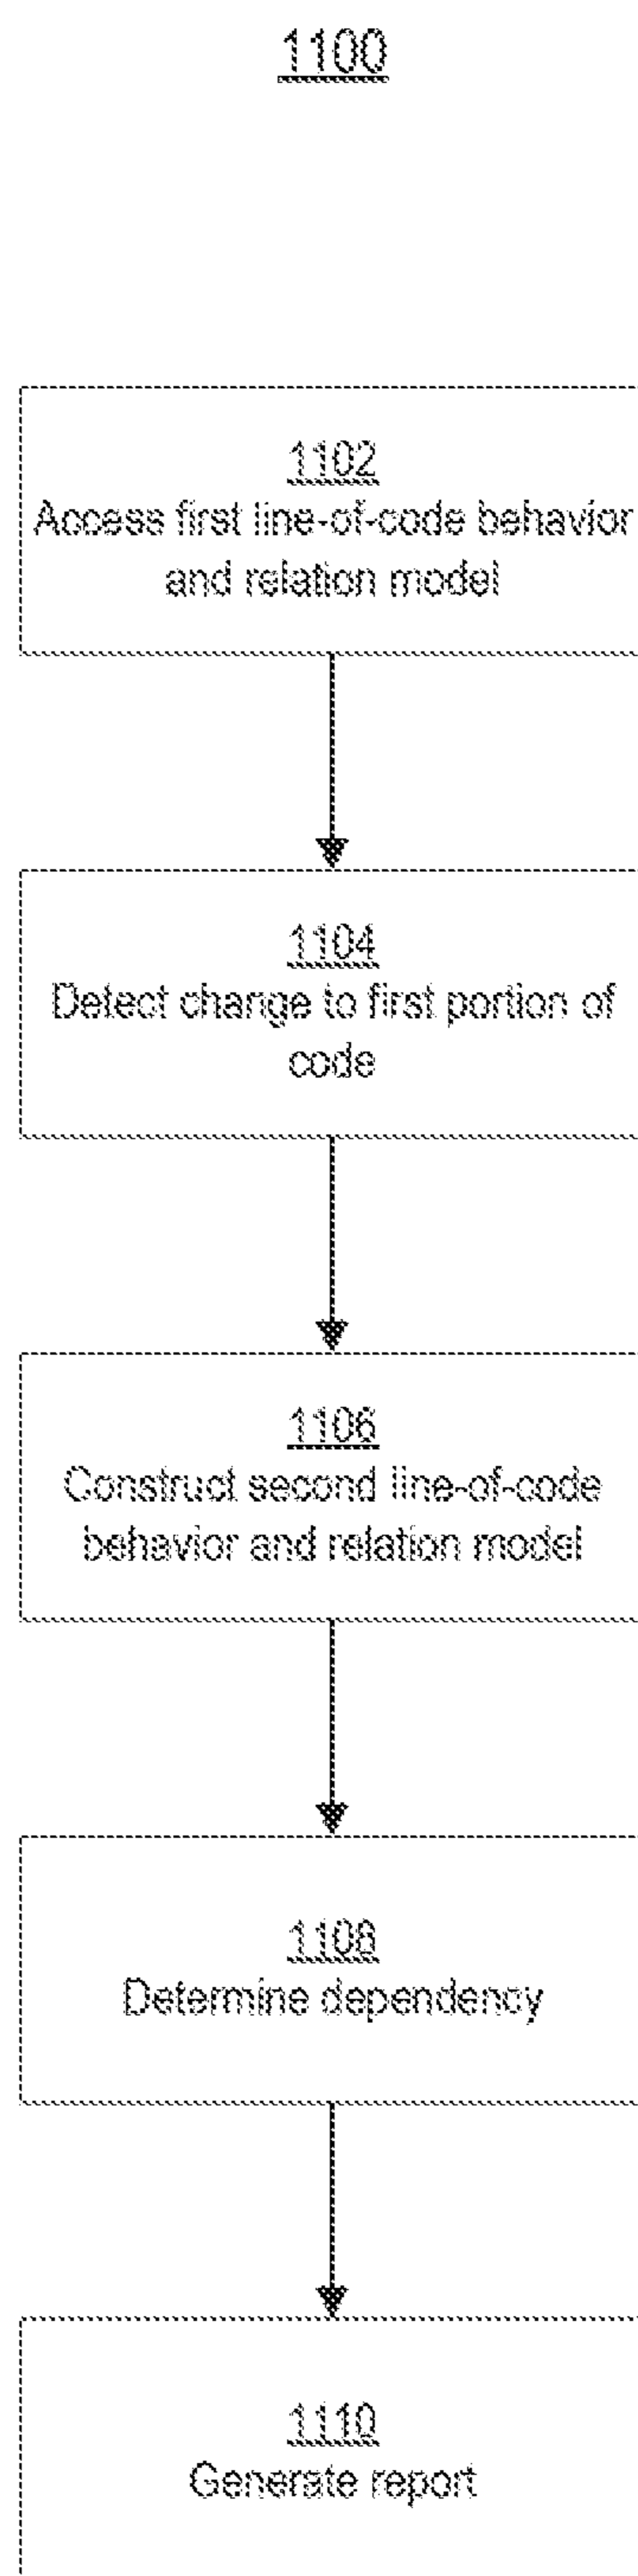 1100
1102
Access first line-of-code behavior
and relation model
1104
Detect change to first portion of
code
1106
Construct second line-of-code
behavior and relation model
1108
Determine dependency
1110
Generate report